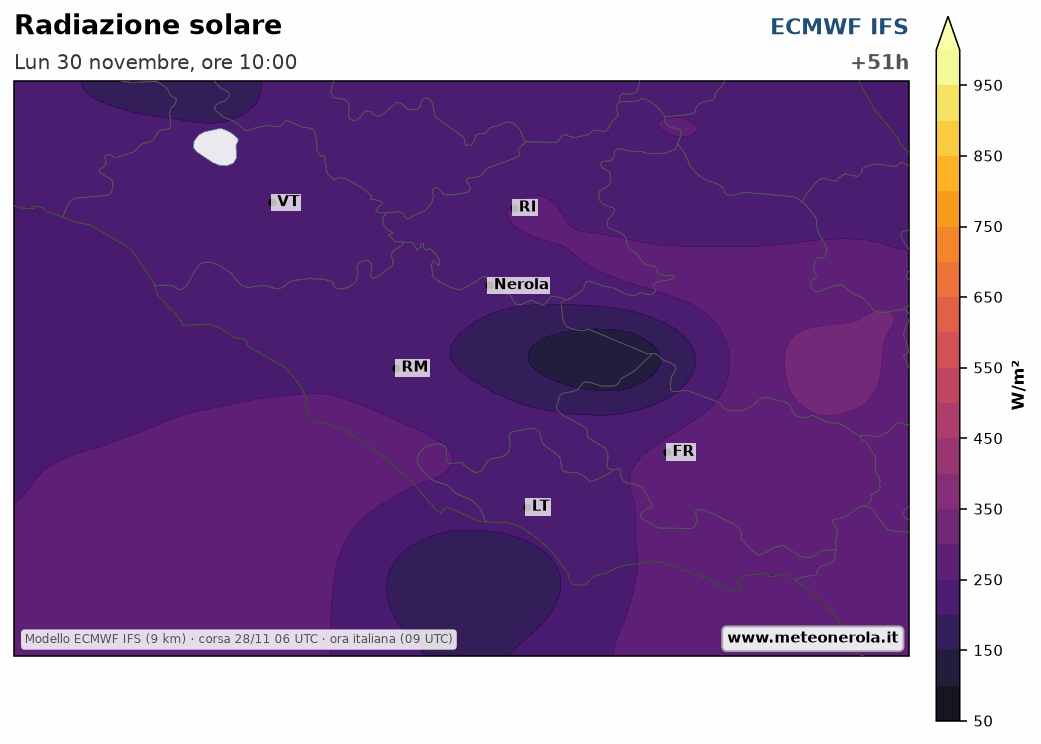 Radiazione solare
ECMWF IFS
Lun 30 novembre, ore 10:00
+51h
950
850
750
650
550
450
350
250
150
50
W/m²
VT
RI
Nerola
RM
FR
LT
Modello ECMWF IFS (9 km) · corsa 28/11 06 UTC · ora italiana (09 UTC)
www.meteonerola.it